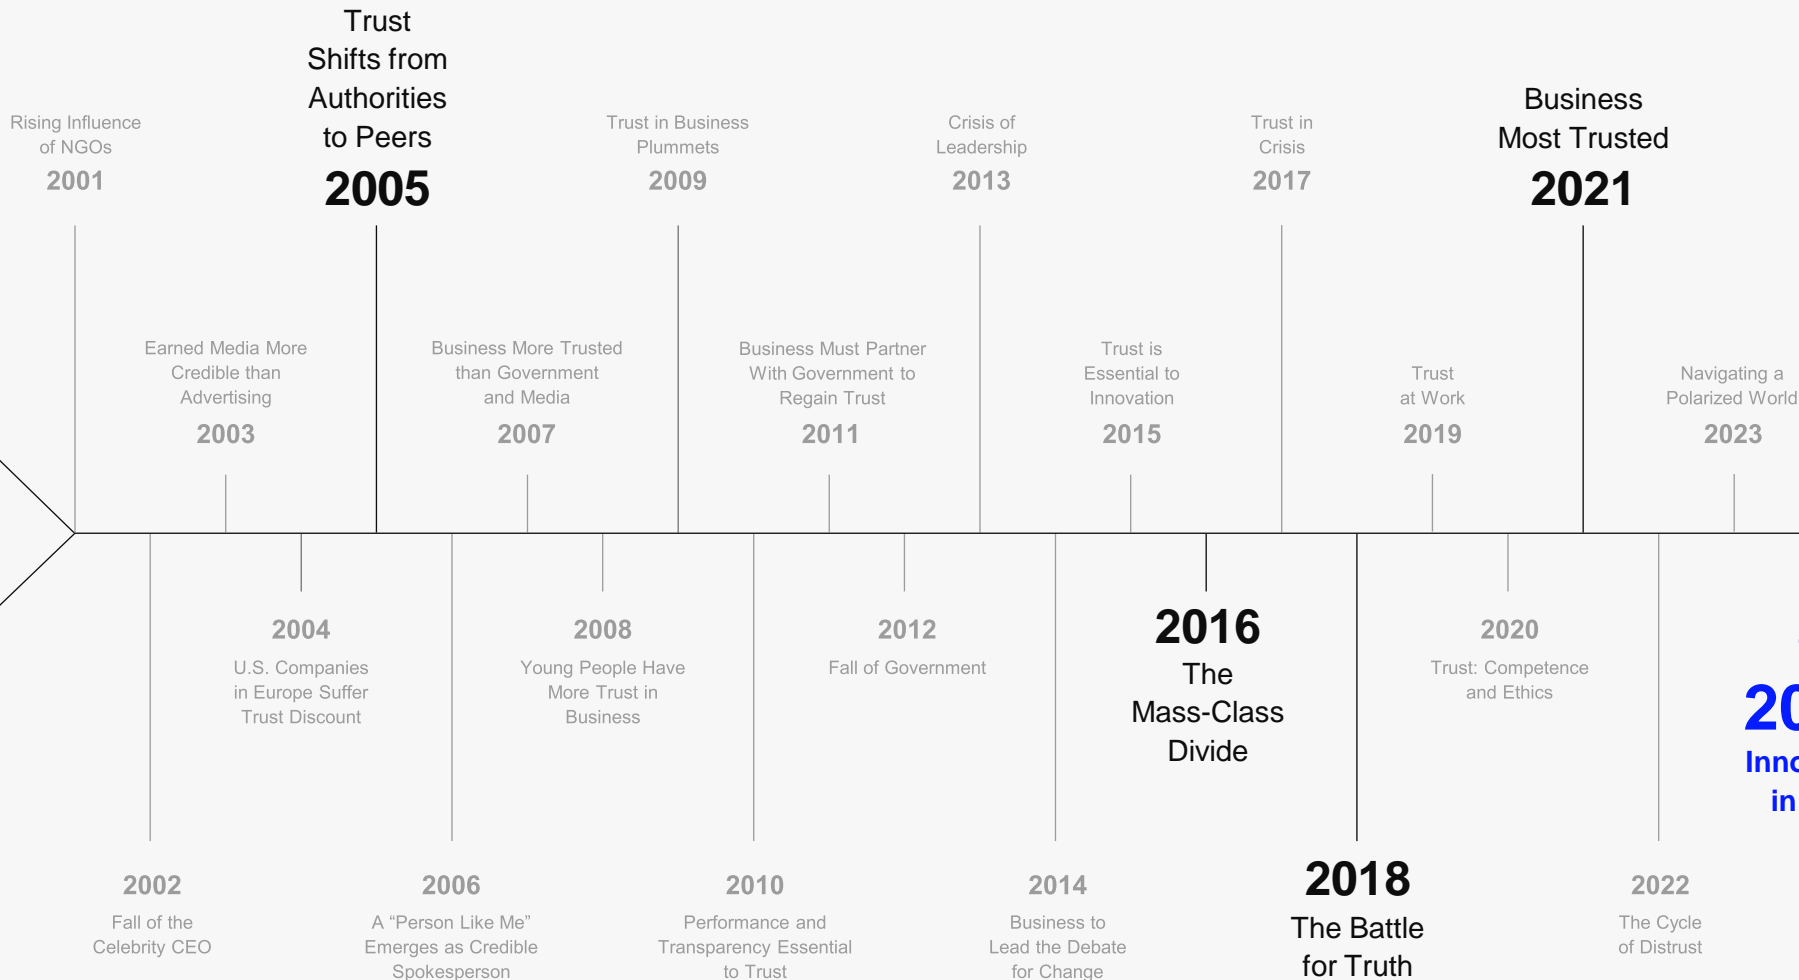 Trust
Shifts from
Authorities
to Peers
2005
Rising Influence
of NGOs
2001
Trust in Business
Plummets
2009
Crisis of
Leadership
2013
Trust in
Crisis
2017
Business
Most Trusted
2021
Earned Media More
Credible than
Advertising
2003
Business More Trusted
than Government
and Media
2007
Business Must Partner
With Government to
Regain Trust
2011
Trust is
Essential to
Innovation
2015
Trust
at Work
2019
Navigating a
Polarized World
2023
2004
U.S. Companies
in Europe Suffer
Trust Discount
2008
Young People Have
More Trust in
Business
2012
Fall of Government
2016
The
Mass-Class
Divide
2020
Trust: Competence
and Ethics
in
2002
Fall of the
Celebrity CEO
2006
A “Person Like Me”
Emerges as Credible
Spokesperson
2010
Performance and
Transparency Essential
to Trust
2014
Business to
Lead the Debate
for Change
2018
The Battle
for Truth
2022
The Cycle
of Distrust